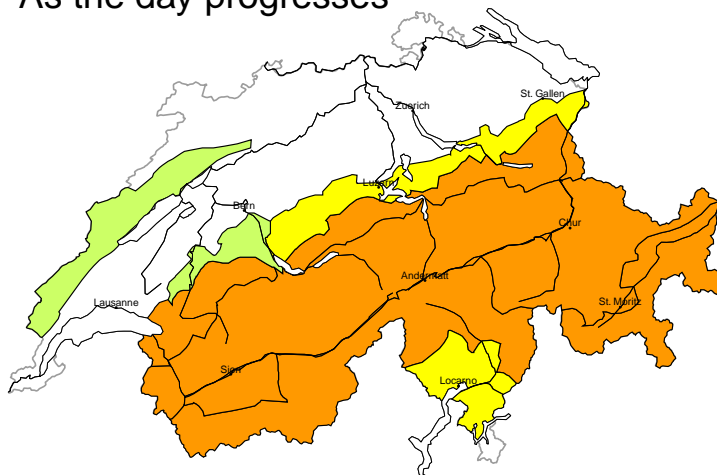 As the day progresses
St. Gallen
Zuerich
Luzern
Bern
Chur
Andermatt
Lausanne
St. Moritz
Sion
Locarno